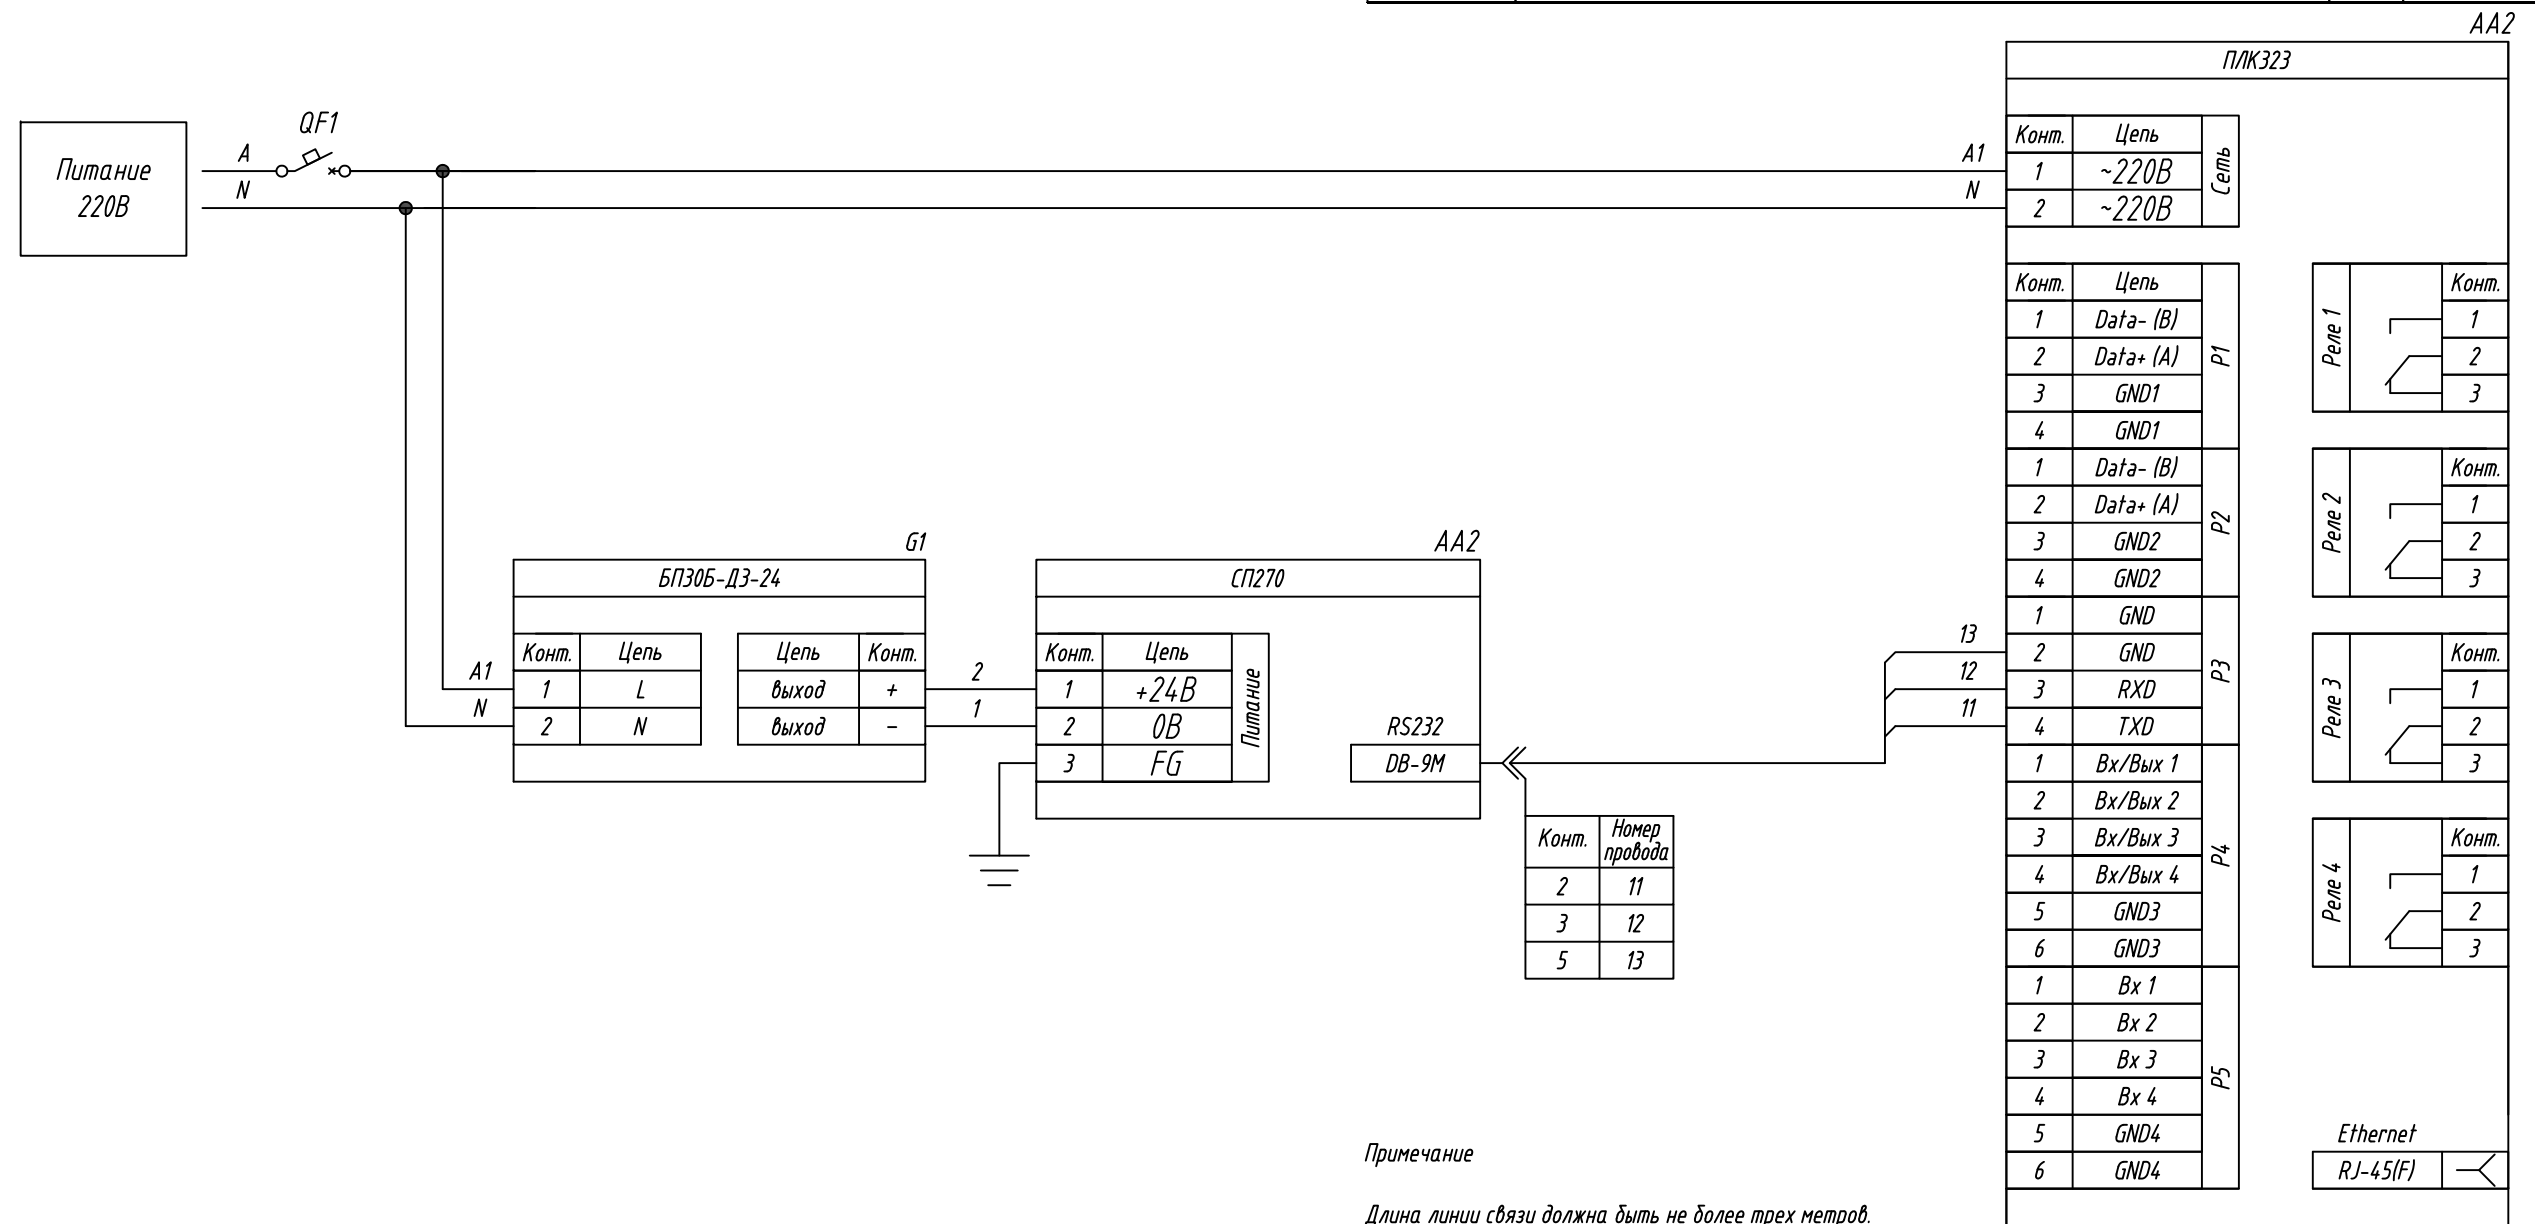 АА2
ПЛК323
QF1
Питание
220В
А
N
А1
N
Конт. Цепь
1 ~220В
2 ~220В
Сеть
Конт. Цепь
1 Data- (B)
2 Data+ (A)
3 GND1
4 GND1
P1
1 Data- (B)
2 Data+ (A)
3 GND2
4 GND2
P2
1 GND
2 GND
3 RXD
4 TXD
P3
1 Вх/Вых 1
2 Вх/Вых 2
3 Вх/Вых 3
4 Вх/Вых 4
5 GND3
6 GND3
P4
1 Вх 1
2 Вх 2
3 Вх 3
4 Вх 4
5 GND4
6 GND4
P5
Реле 1
Конт.
1
2
3
Реле 2
Конт.
1
2
3
Реле 3
Конт.
1
2
3
Реле 4
Конт.
1
2
3
Ethernet
RJ-45(F)
G1
БП30Б-Д3-24
А1
N
Конт. Цепь
1 L
2 N
Цепь Конт.
выход +
выход -
2
1
АА2
СП270
Конт. Цепь
1 +24В
2 0В
3 FG
Питание
RS232
DB-9M
13
12
11
Конт. Номер
провода
2 11
3 12
5 13
Примечание
Длина линии связи должна быть не более трех метров.